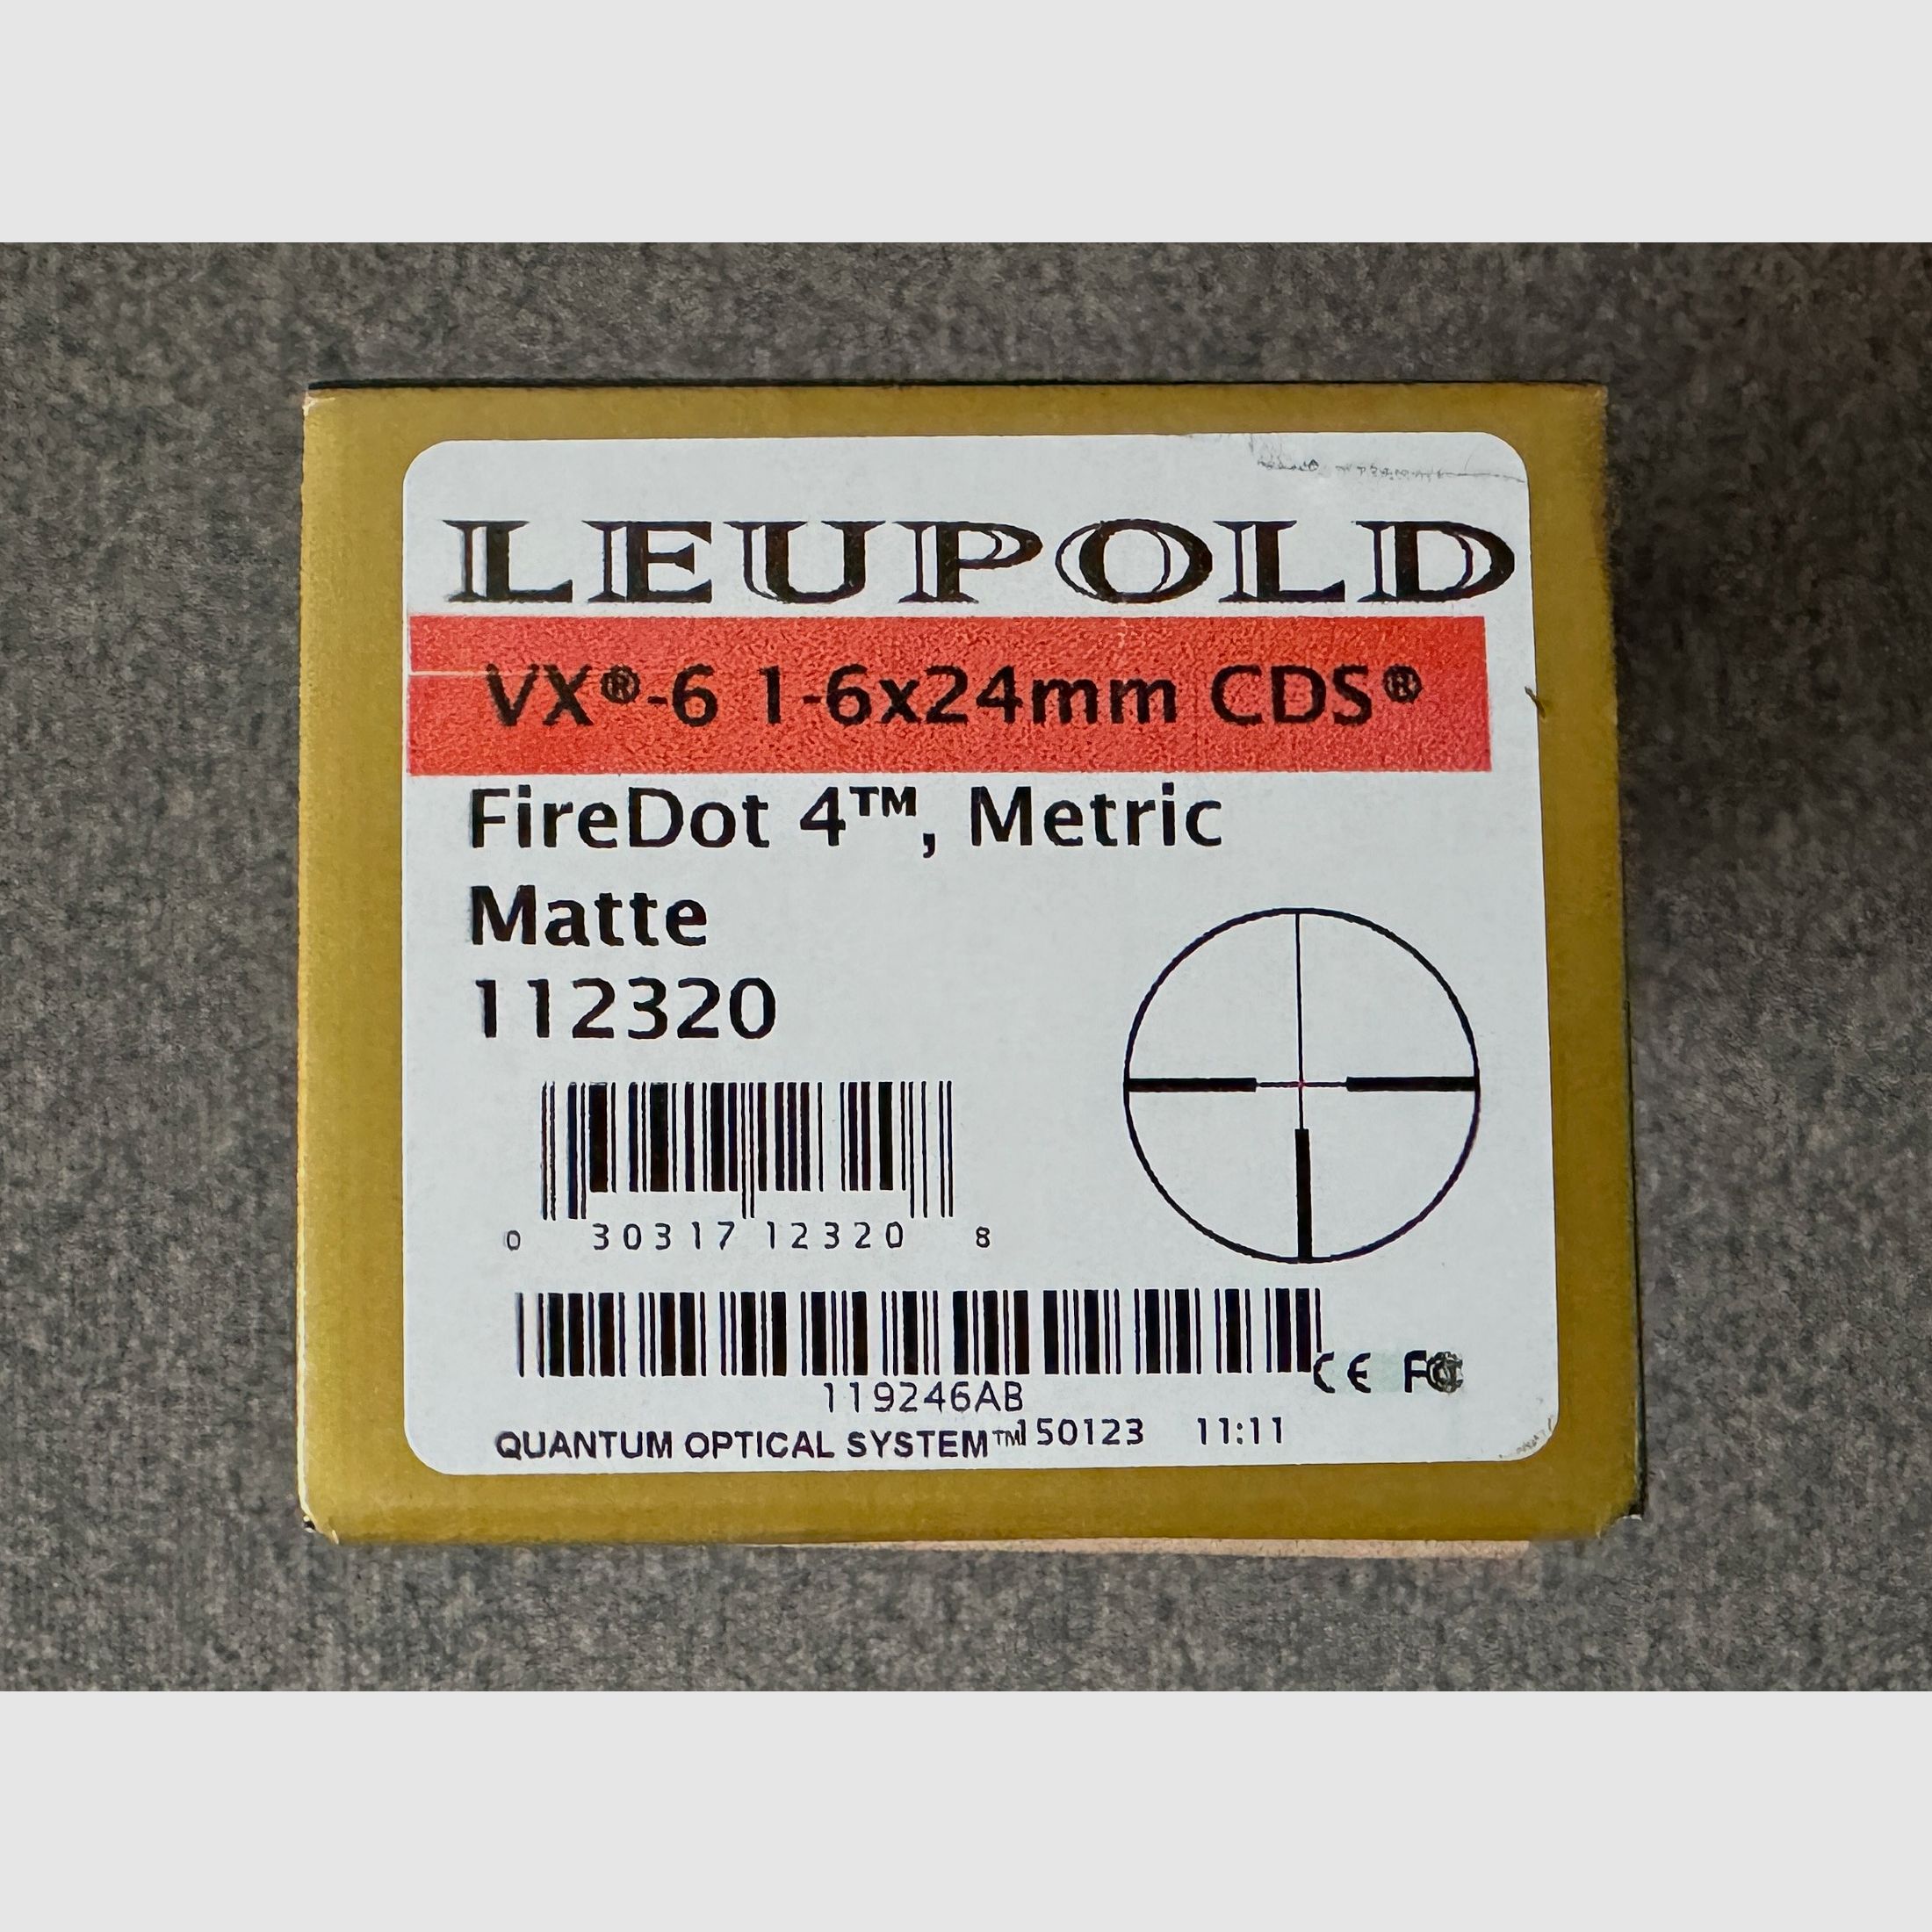 LEUPOLD
VX®-6 1-6x24mm CDS®
FireDot 4™, Metric
Matte
112320
0 30317 12320 8
119246AB
CE FC
QUANTUM OPTICAL SYSTEM™ 150123 11:11